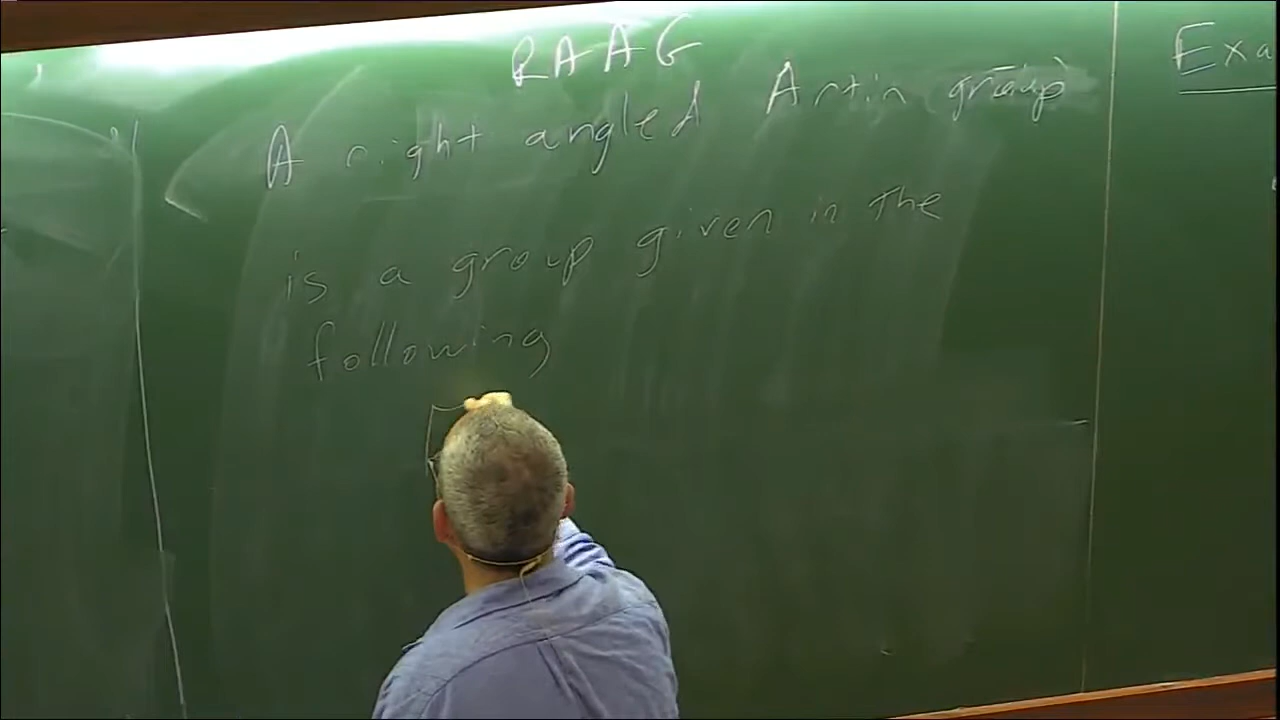 RAAG
A right angled Artin group
is a group given in the
following
Exa